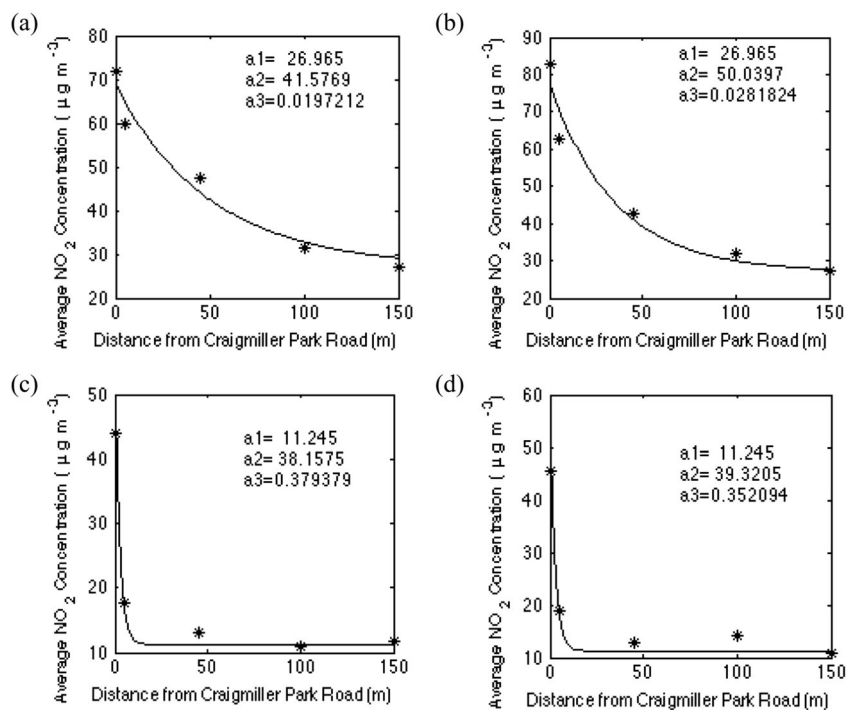 (a)
Average NO2 Concentration ( μg m-3)
80
70
60
50
40
30
20
a1= 26.965
a2= 41.5769
a3=0.0197212
0
50
100
150
Distance from Craigmiller Park Road (m)
(b)
Average NO2 Concentration ( μg m-3)
90
80
70
60
50
40
30
20
a1= 26.965
a2= 50.0397
a3=0.0281824
0
50
100
150
Distance from Craigmiller Park Road (m)
(c)
Average NO2 Concentration ( μg m-3)
50
40
30
20
10
a1= 11.245
a2= 38.1575
a3=0.379379
0
50
100
150
Distance from Craigmiller Park Road (m)
(d)
Average NO2 Concentration ( μg m-3)
60
50
40
30
20
10
a1= 11.245
a2= 39.3205
a3=0.352094
0
50
100
150
Distance from Craigmiller Park Road (m)